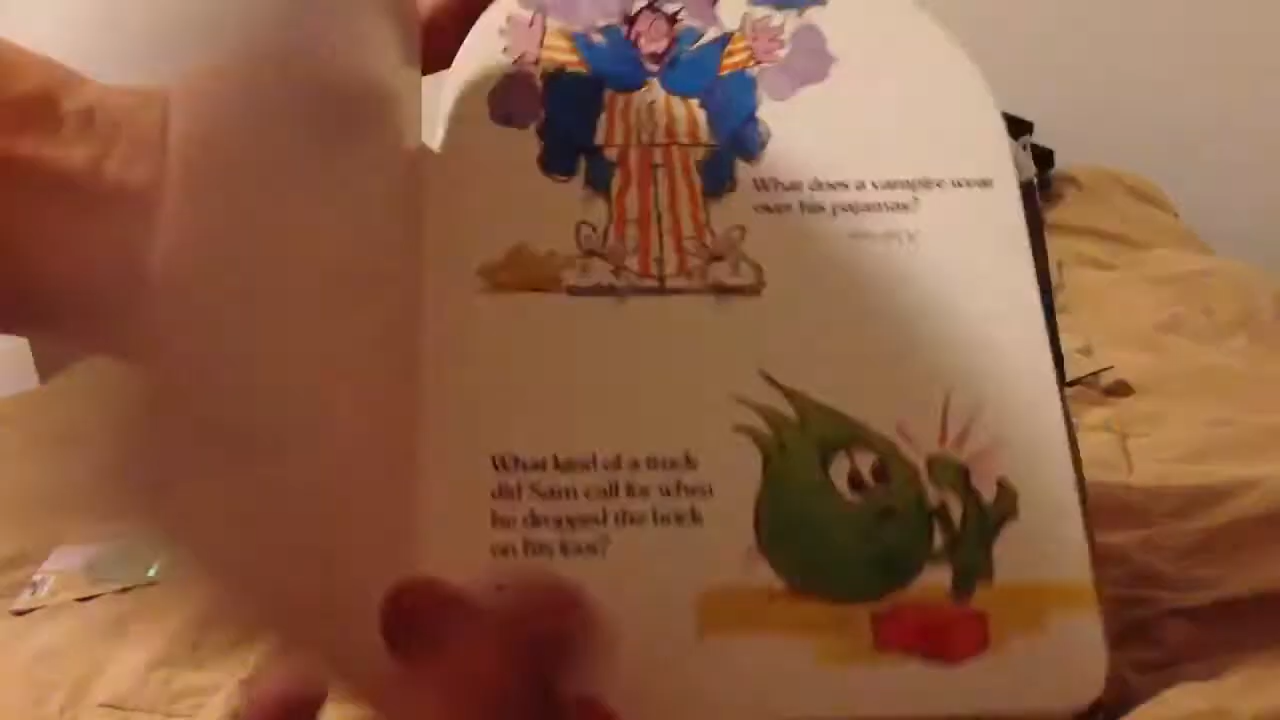 What does a vampire wear
over his pajamas?
What kind of a truck
did Sam call for when
he dropped the brick
on his toe?